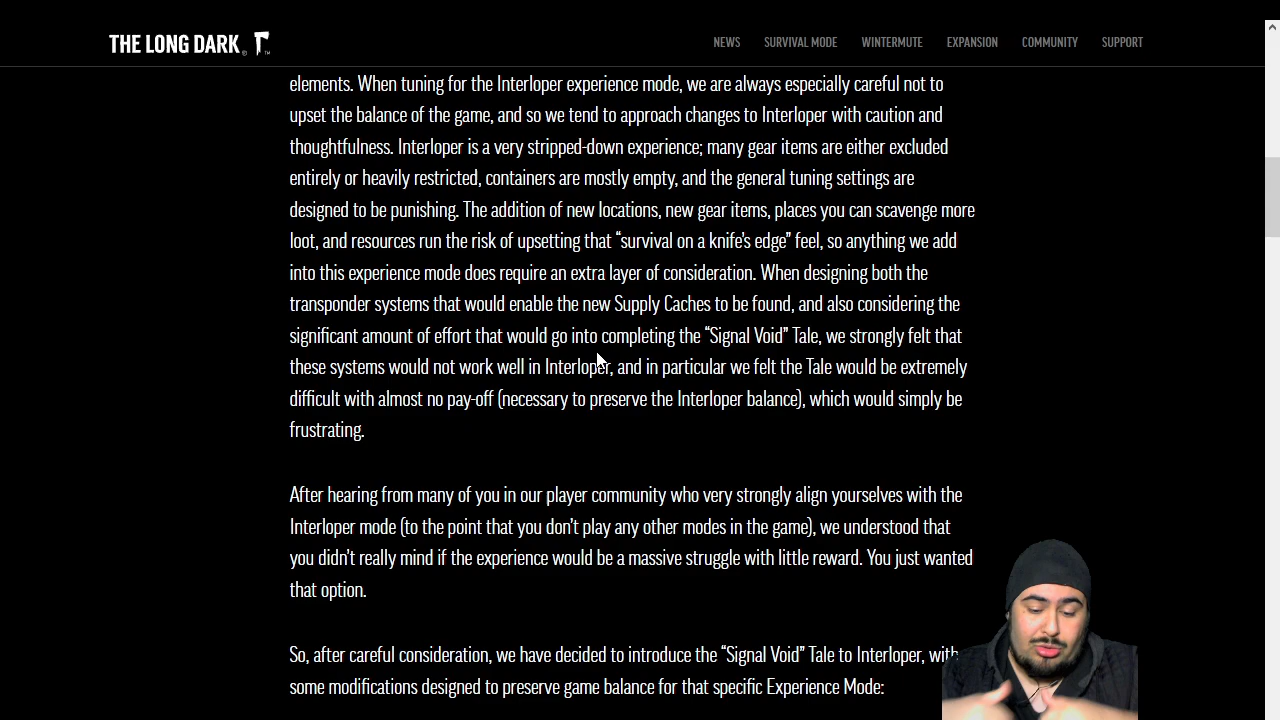 THE LONG DARK
NEWS SURVIVAL MODE WINTERMUTE EXPANSION COMMUNITY SUPPORT
elements. When tuning for the Interloper experience mode, we are always especially careful not to
upset the balance of the game, and so we tend to approach changes to Interloper with caution and
thoughtfulness. Interloper is a very stripped-down experience; many gear items are either excluded
entirely or heavily restricted, containers are mostly empty, and the general tuning settings are
designed to be punishing. The addition of new locations, new gear items, places you can scavenge more
loot, and resources run the risk of upsetting that “survival on a knife’s edge” feel, so anything we add
into this experience mode does require an extra layer of consideration. When designing both the
transponder systems that would enable the new Supply Caches to be found, and also considering the
significant amount of effort that would go into completing the “Signal Void” Tale, we strongly felt that
these systems would not work well in Interloper, and in particular we felt the Tale would be extremely
difficult with almost no pay-off (necessary to preserve the Interloper balance), which would simply be
frustrating.
After hearing from many of you in our player community who very strongly align yourselves with the
Interloper mode (to the point that you don’t play any other modes in the game), we understood that
you didn’t really mind if the experience would be a massive struggle with little reward. You just wanted
that option.
So, after careful consideration, we have decided to introduce the “Signal Void” Tale to Interloper, with
some modifications designed to preserve game balance for that specific Experience Mode: